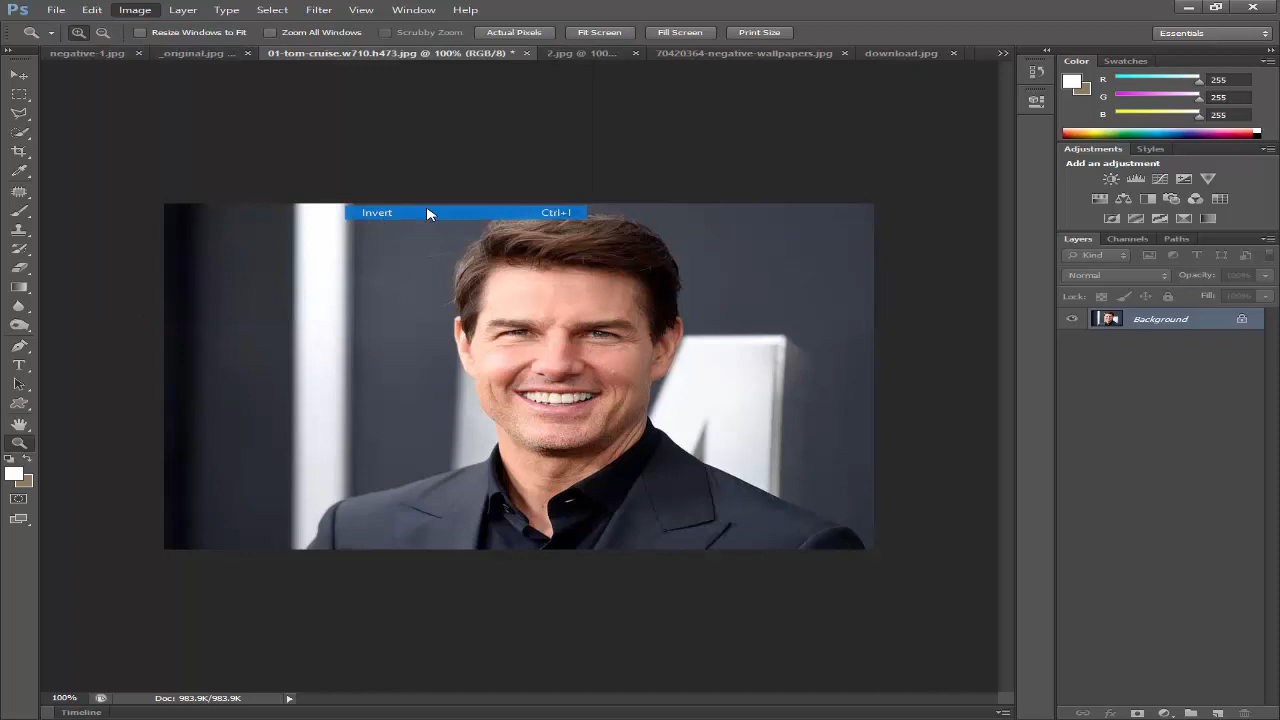 Ps File Edit Image Layer Type Select Filter View Window Help
Resize Windows to Fit Zoom All Windows Scrubby Zoom Actual Pixels Fit Screen Fill Screen Print Size Essentials
negative-1.jpg × _original.jpg ... × 01-tom-cruise.w710.h473.jpg @ 100% (RGB/8) * × 2.jpg @ 100... × 70420364-negative-wallpapers.jpg × download.jpg ×
Color Swatches
R 255
G 255
B 255
Adjustments Styles
Add an adjustment
Invert Ctrl+I
Layers Channels Paths
Kind
Normal Opacity: 100%
Lock: Fill: 100%
Background
100% Doc: 983.9K/983.9K
Timeline